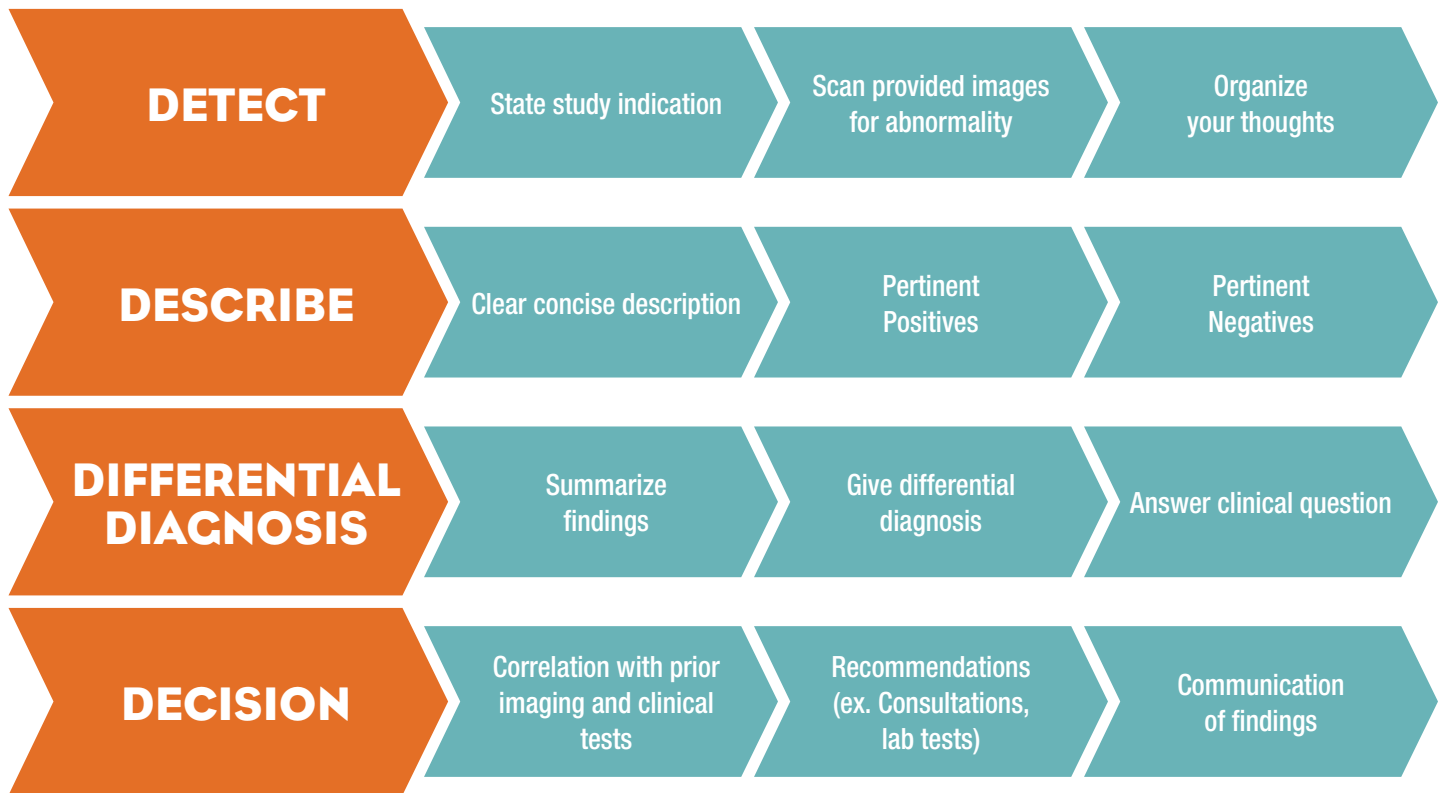 DETECT
State study indication
Scan provided images
for abnormality
Organize
your thoughts
DESCRIBE
Clear concise description
Pertinent
Positives
Pertinent
Negatives
DIFFERENTIAL
DIAGNOSIS
Summarize
findings
Give differential
diagnosis
Answer clinical question
DECISION
Correlation with prior
imaging and clinical
tests
Recommendations
(ex. Consultations,
lab tests)
Communication
of findings